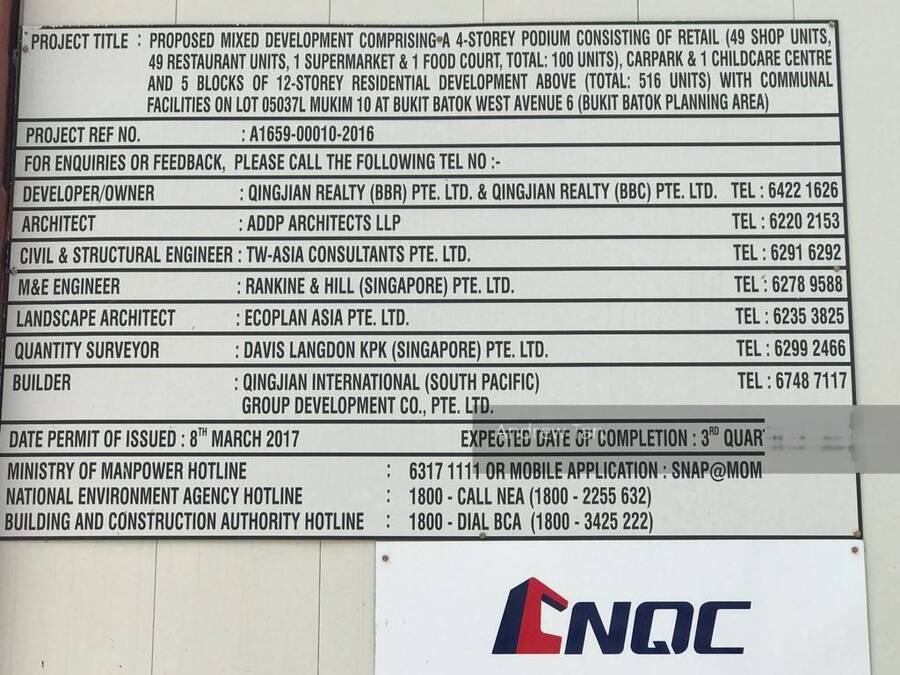 PROJECT TITLE : PROPOSED MIXED DEVELOPMENT COMPRISING A 4-STOREY PODIUM CONSISTING OF RETAIL (49 SHOP UNITS,
49 RESTAURANT UNITS, 1 SUPERMARKET & 1 FOOD COURT, TOTAL: 100 UNITS), CARPARK & 1 CHILDCARE CENTRE
AND 5 BLOCKS OF 12-STOREY RESIDENTIAL DEVELOPMENT ABOVE (TOTAL: 516 UNITS) WITH COMMUNAL
FACILITIES ON LOT 05037L MUKIM 10 AT BUKIT BATOK WEST AVENUE 6 (BUKIT BATOK PLANNING AREA)
PROJECT REF NO. : A1659-00010-2016
FOR ENQUIRIES OR FEEDBACK, PLEASE CALL THE FOLLOWING TEL NO :-
DEVELOPER/OWNER : QINGJIAN REALTY (BBR) PTE. LTD. & QINGJIAN REALTY (BBC) PTE. LTD. TEL : 6422 1626
ARCHITECT : ADDP ARCHITECTS LLP TEL : 6220 2153
CIVIL & STRUCTURAL ENGINEER : TW-ASIA CONSULTANTS PTE. LTD. TEL : 6291 6292
M&E ENGINEER : RANKINE & HILL (SINGAPORE) PTE. LTD. TEL : 6278 9588
LANDSCAPE ARCHITECT : ECOPLAN ASIA PTE. LTD. TEL : 6235 3825
QUANTITY SURVEYOR : DAVIS LANGDON KPK (SINGAPORE) PTE. LTD. TEL : 6299 2466
BUILDER : QINGJIAN INTERNATIONAL (SOUTH PACIFIC) TEL : 6748 7117
GROUP DEVELOPMENT CO., PTE. LTD.
DATE PERMIT OF ISSUED : 8TH MARCH 2017 EXPECTED DATE OF COMPLETION : 3RD QUAR
MINISTRY OF MANPOWER HOTLINE : 6317 1111 OR MOBILE APPLICATION : SNAP@MOM
NATIONAL ENVIRONMENT AGENCY HOTLINE : 1800 - CALL NEA (1800 - 2255 632)
BUILDING AND CONSTRUCTION AUTHORITY HOTLINE : 1800 - DIAL BCA (1800 - 3425 222)
CNQC